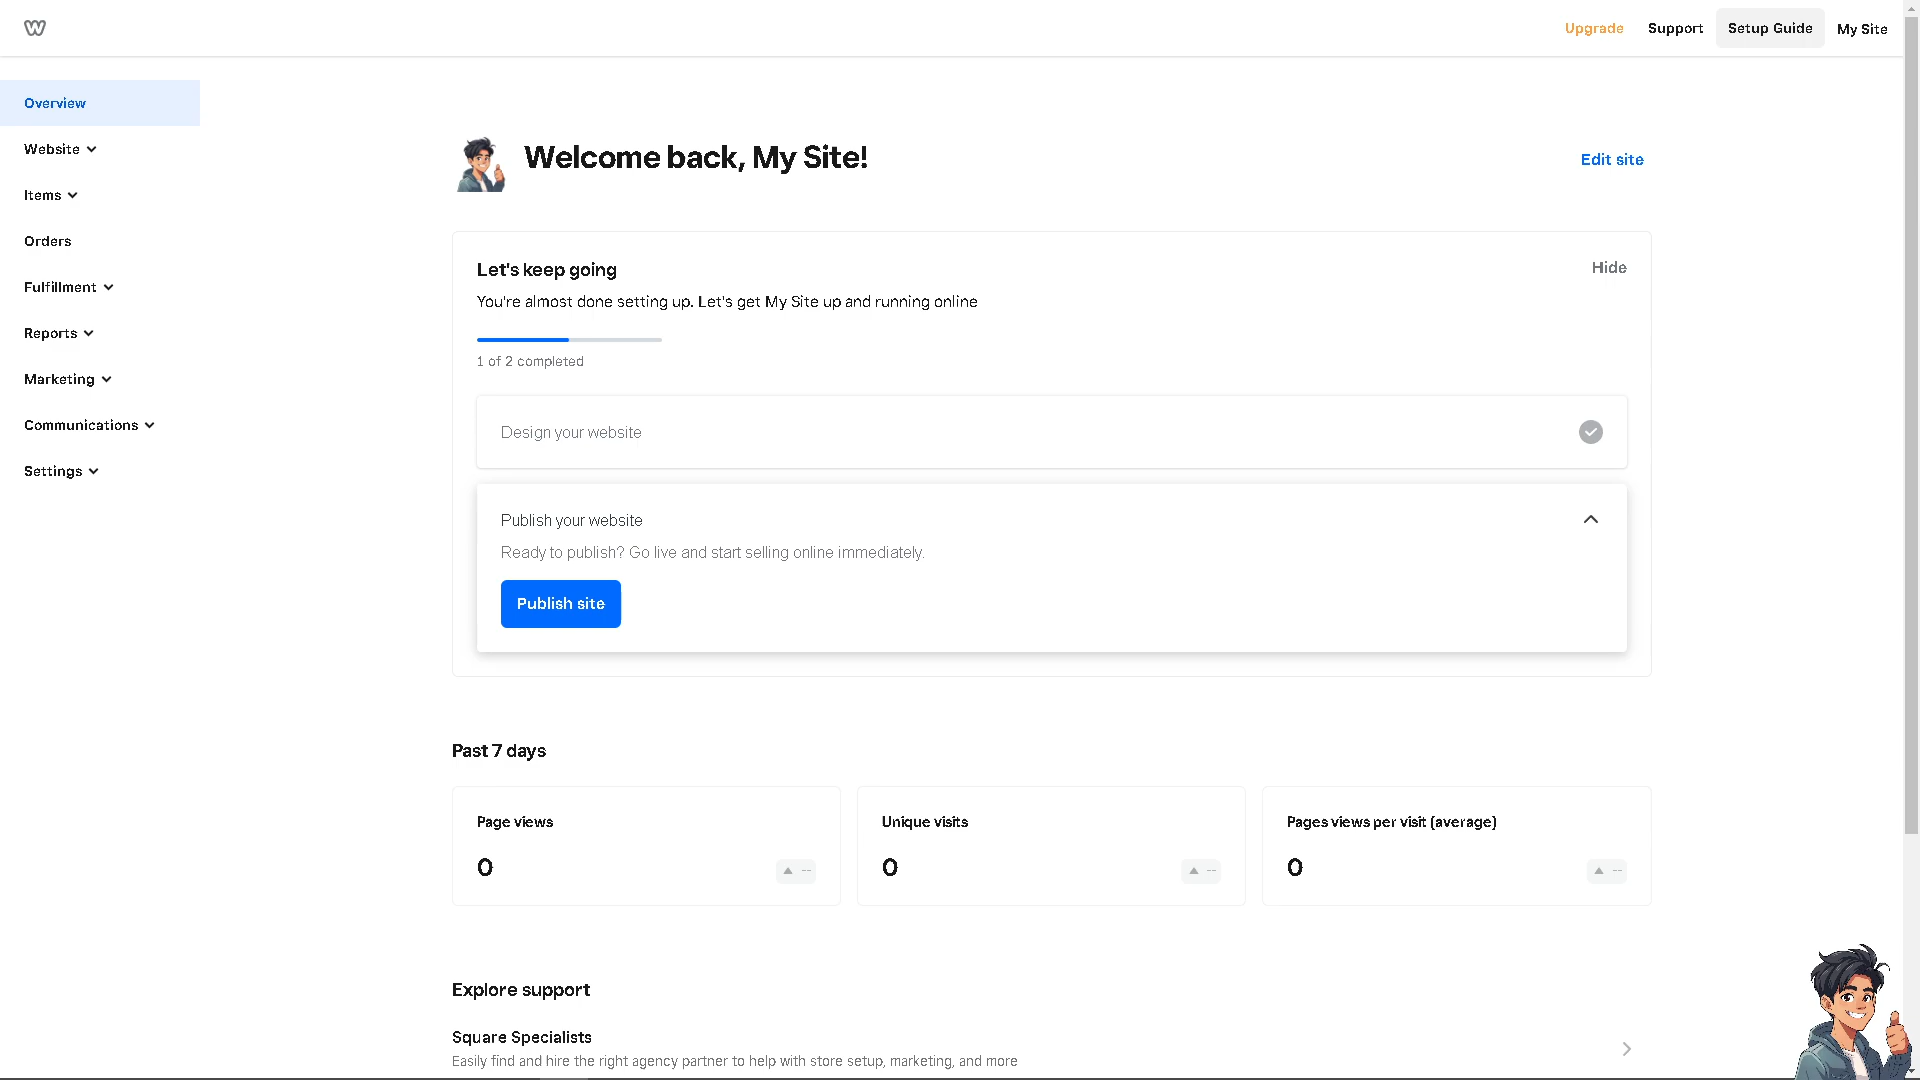 Upgrade
Support
Setup Guide
My Site
Overview
Website
Items
Orders
Fulfillment
Reports
Marketing
Communications
Settings
Welcome back, My Site!
Edit site
Let's keep going
Hide
You're almost done setting up. Let's get My Site up and running online
1 of 2 completed
Design your website
Publish your website
Ready to publish? Go live and start selling online immediately.
Publish site
Past 7 days
Page views
0
--
Unique visits
0
--
Pages views per visit (average)
0
--
Explore support
Square Specialists
Easily find and hire the right agency partner to help with store setup, marketing, and more